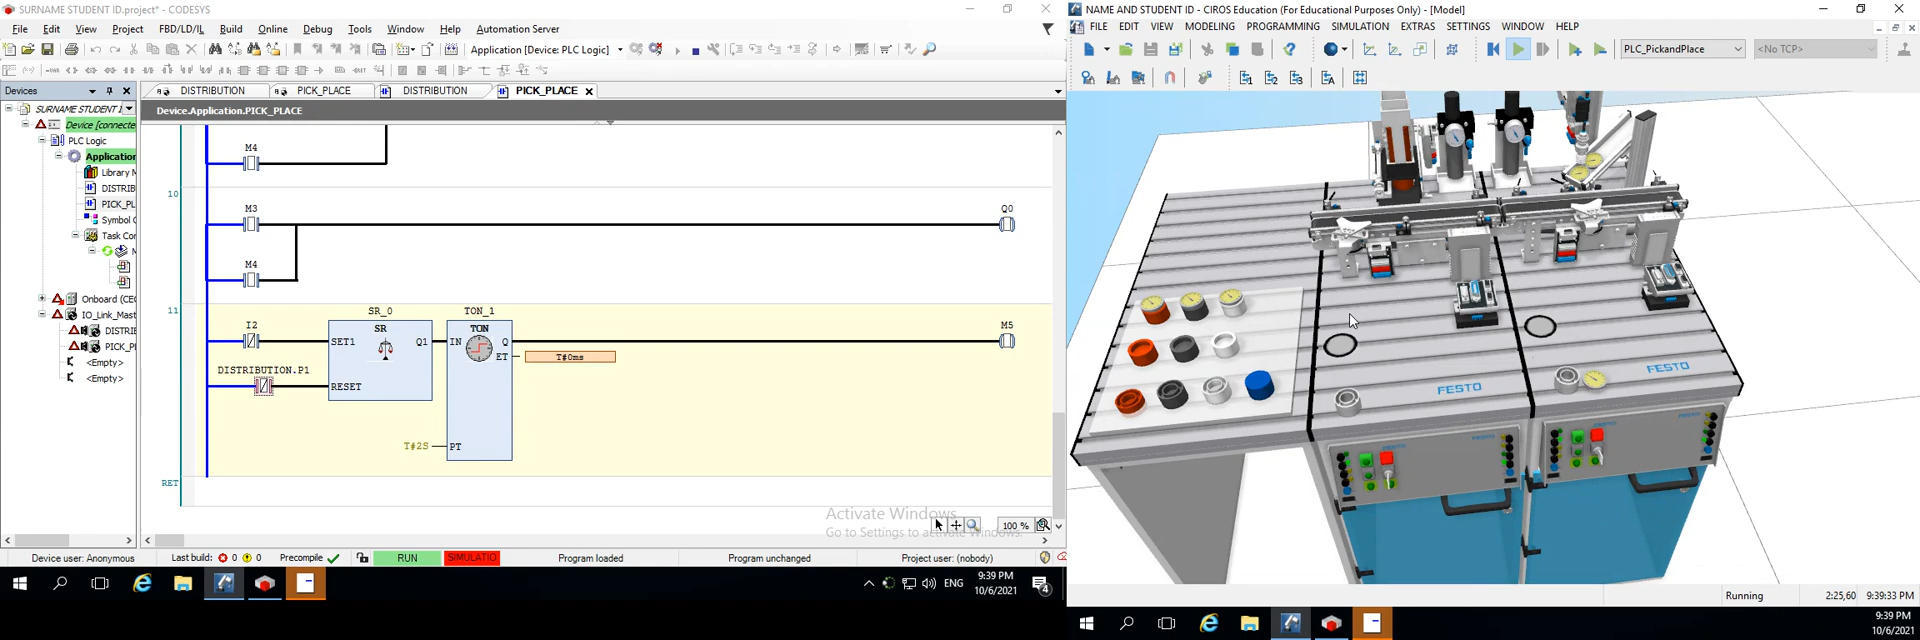 SURNAME STUDENT ID.project* - CODESYS
File Edit View Project FBD/LD/IL Build Online Debug Tools Window Help Automation Server
Application [Device: PLC Logic]
Devices
DISTRIBUTION PICK_PLACE DISTRIBUTION PICK_PLACE
Device.Application.PICK_PLACE
SURNAME STUDENT I
Device [connecte
PLC Logic
Application
Library M
DISTRIB
PICK_PL
Symbol C
Task Con
M
Onboard (CEC
IO_Link_Mast
DISTRIB
PICK_PL
<Empty>
<Empty>
M4
10
M3
Q0
M4
11
SR_0
TON_1
I2
SR
TON
M5
SET1 Q1 IN Q
ET T#0ms
DISTRIBUTION.P1
RESET
T#2S PT
RET
Activate Windows
Go to Settings to activate Windows.
100 %
Device user: Anonymous Last build: 0 0 Precompile RUN SIMULATIO Program loaded Program unchanged Project user: (nobody)
ENG
9:39 PM
10/6/2021
4
NAME AND STUDENT ID - CIROS Education (For Educational Purposes Only) - [Model]
FILE EDIT VIEW MODELING PROGRAMMING SIMULATION EXTRAS SETTINGS WINDOW HELP
PLC_PickandPlace <No TCP>
FESTO
FESTO
Running 2:25,60 9:39:33 PM
9:39 PM
10/6/2021